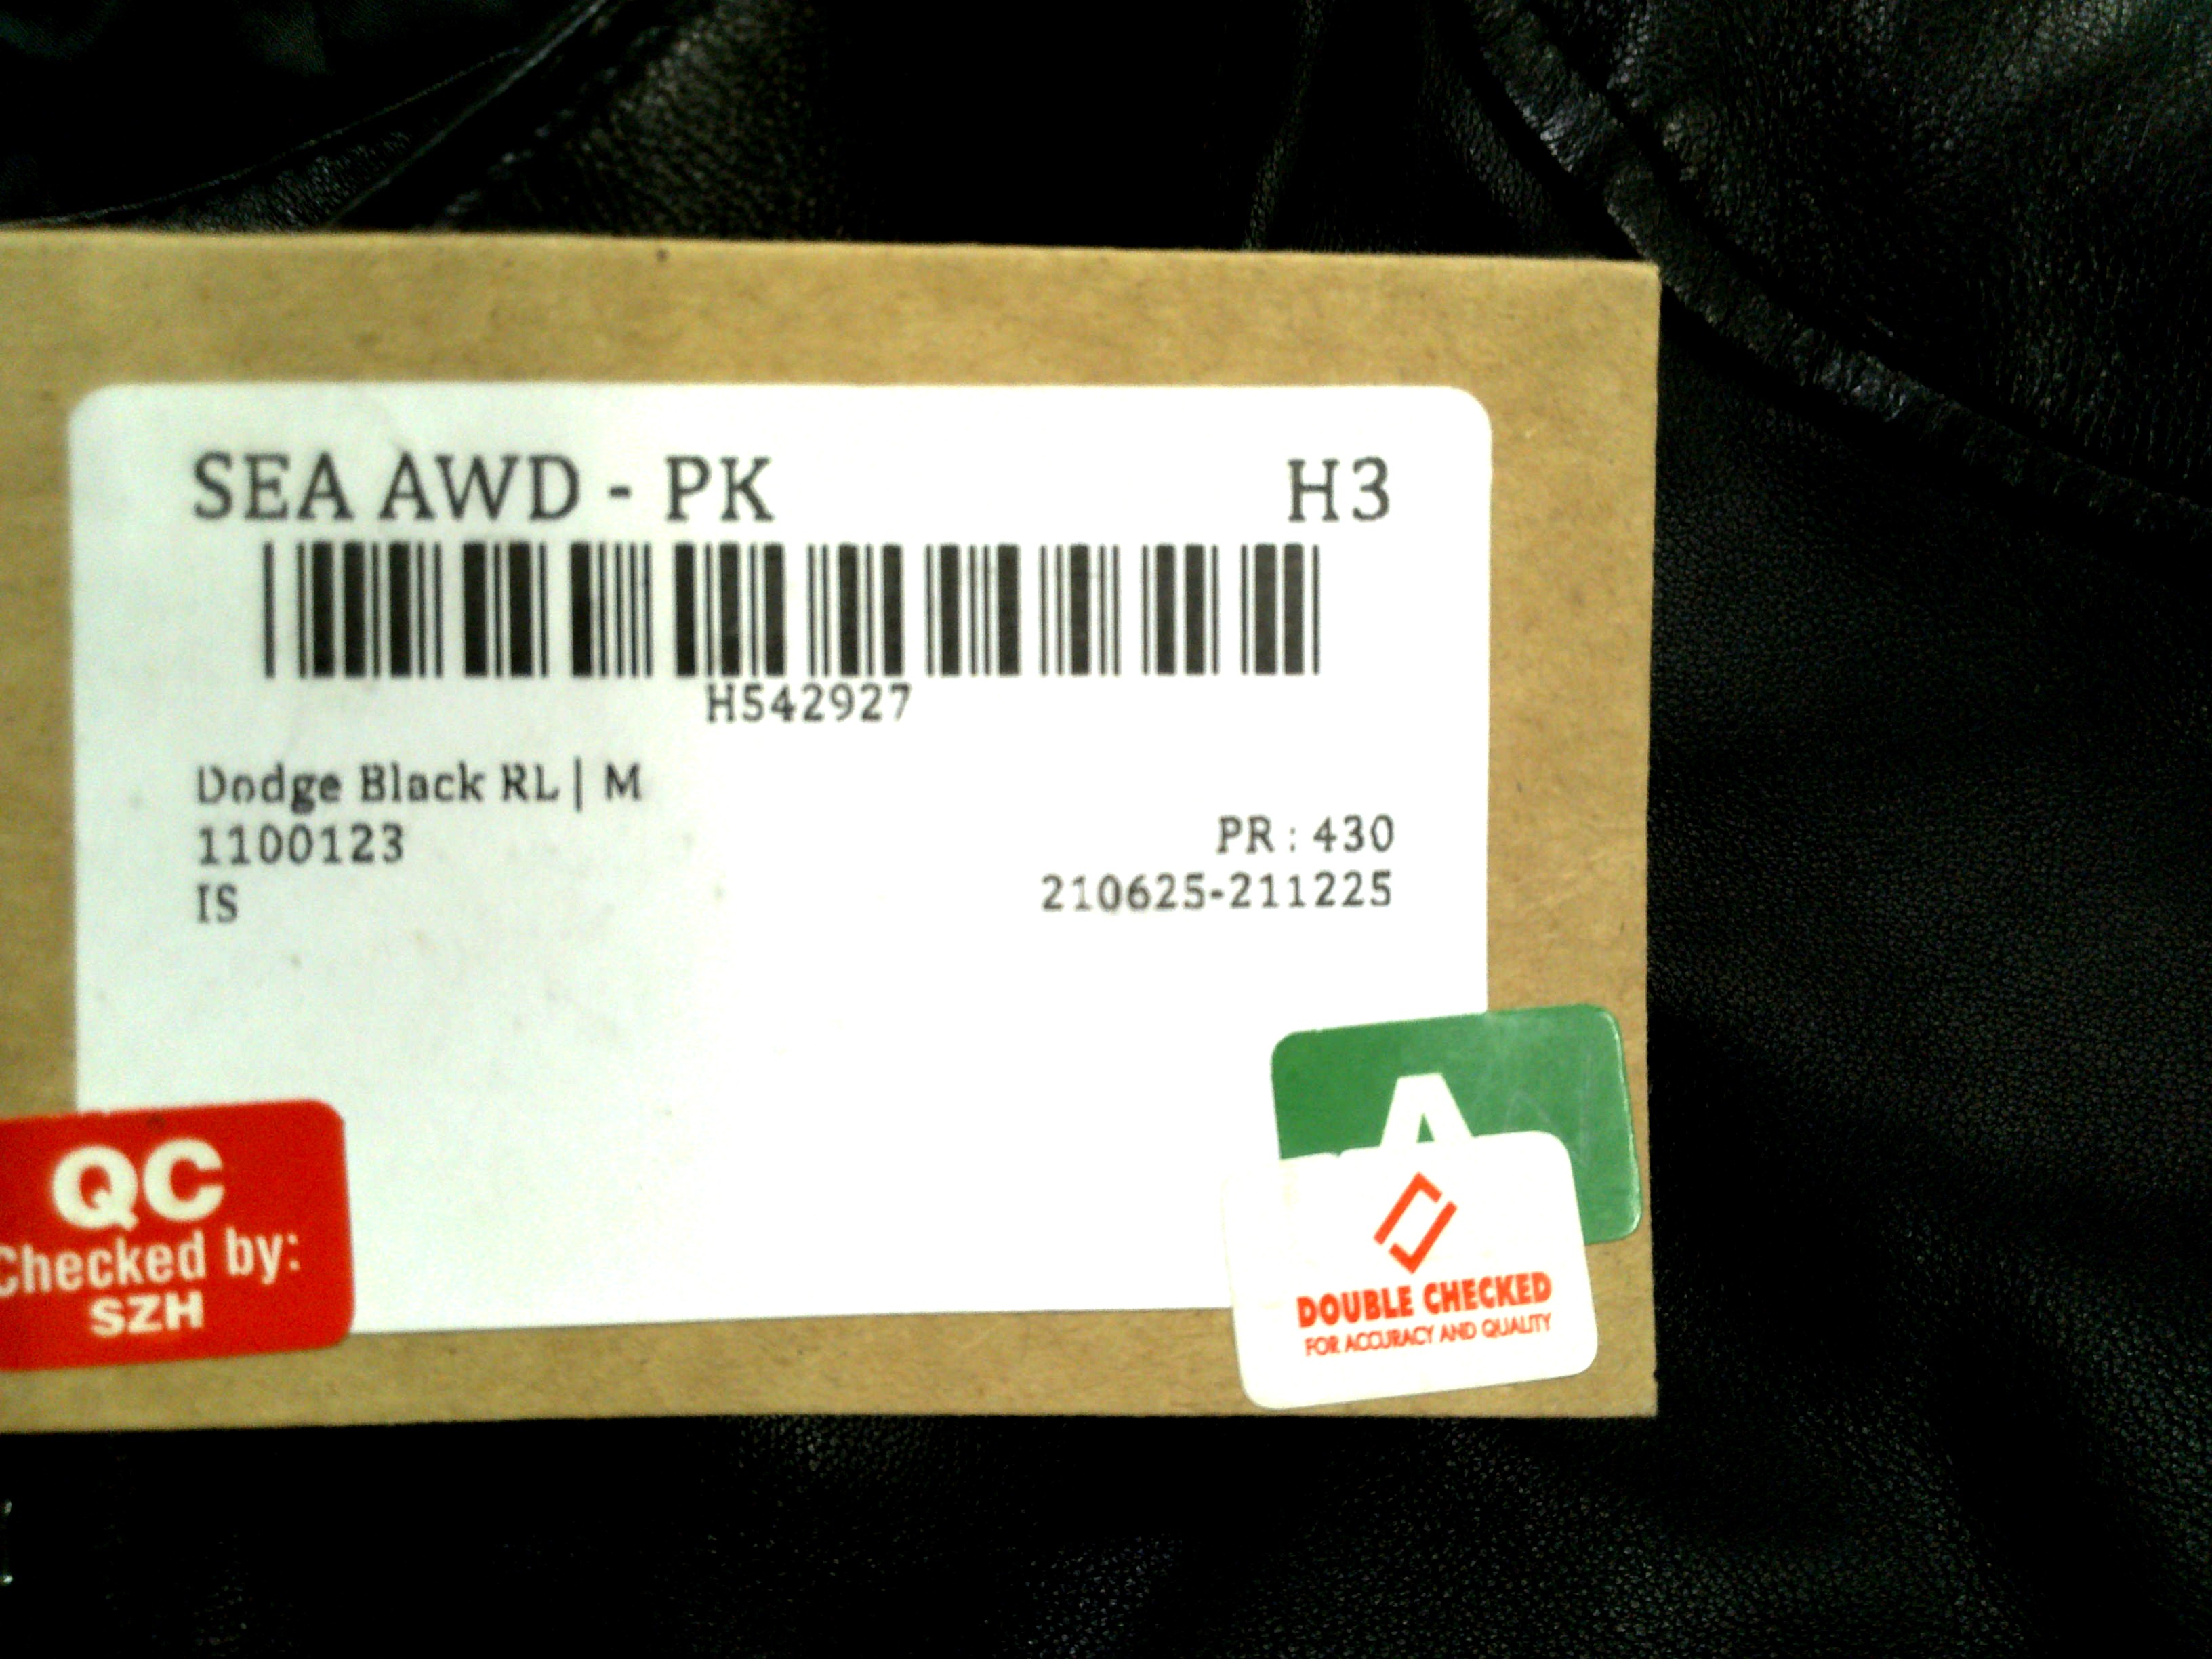 SEA AWD - PK H3
H542927
Dodge Black RL | M
1100123 PR : 430
IS 210625-211225
A
QC
Checked by:
SZH
DOUBLE CHECKED
FOR ACCURACY AND QUALITY